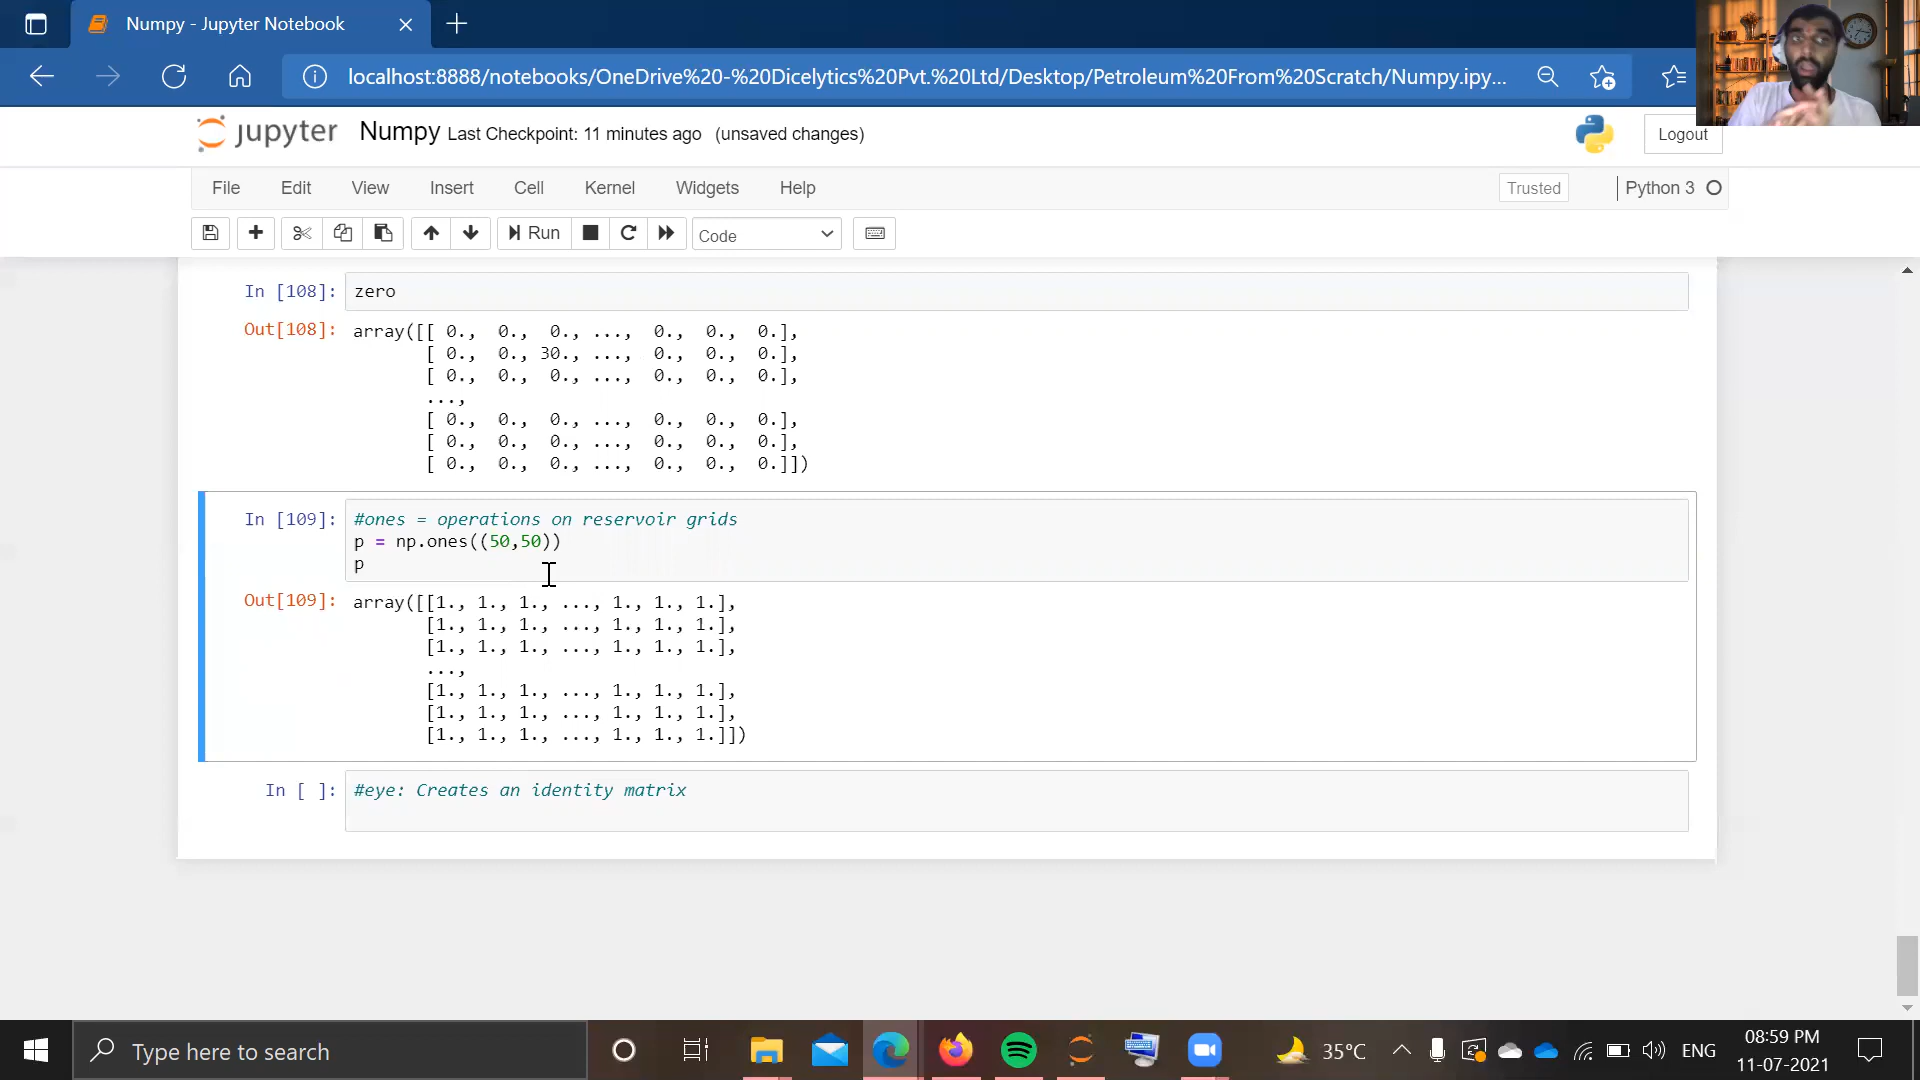 Numpy - Jupyter Notebook
localhost:8888/notebooks/OneDrive%20-%20Dicelytics%20Pvt.%20Ltd/Desktop/Petroleum%20From%20Scratch/Numpy.ipy...
jupyter Numpy Last Checkpoint: 11 minutes ago (unsaved changes)
Logout
File Edit View Insert Cell Kernel Widgets Help
Trusted
Python 3
Run
Code
In [108]: zero
Out[108]: array([[ 0., 0., 0., ..., 0., 0., 0.],
[ 0., 0., 30., ..., 0., 0., 0.],
[ 0., 0., 0., ..., 0., 0., 0.],
...,
[ 0., 0., 0., ..., 0., 0., 0.],
[ 0., 0., 0., ..., 0., 0., 0.],
[ 0., 0., 0., ..., 0., 0., 0.]])
In [109]: #ones = operations on reservoir grids
p = np.ones((50,50))
p
Out[109]: array([[1., 1., 1., ..., 1., 1., 1.],
[1., 1., 1., ..., 1., 1., 1.],
[1., 1., 1., ..., 1., 1., 1.],
...,
[1., 1., 1., ..., 1., 1., 1.],
[1., 1., 1., ..., 1., 1., 1.],
[1., 1., 1., ..., 1., 1., 1.]])
In [ ]: #eye: Creates an identity matrix
Type here to search
35°C
ENG
08:59 PM
11-07-2021